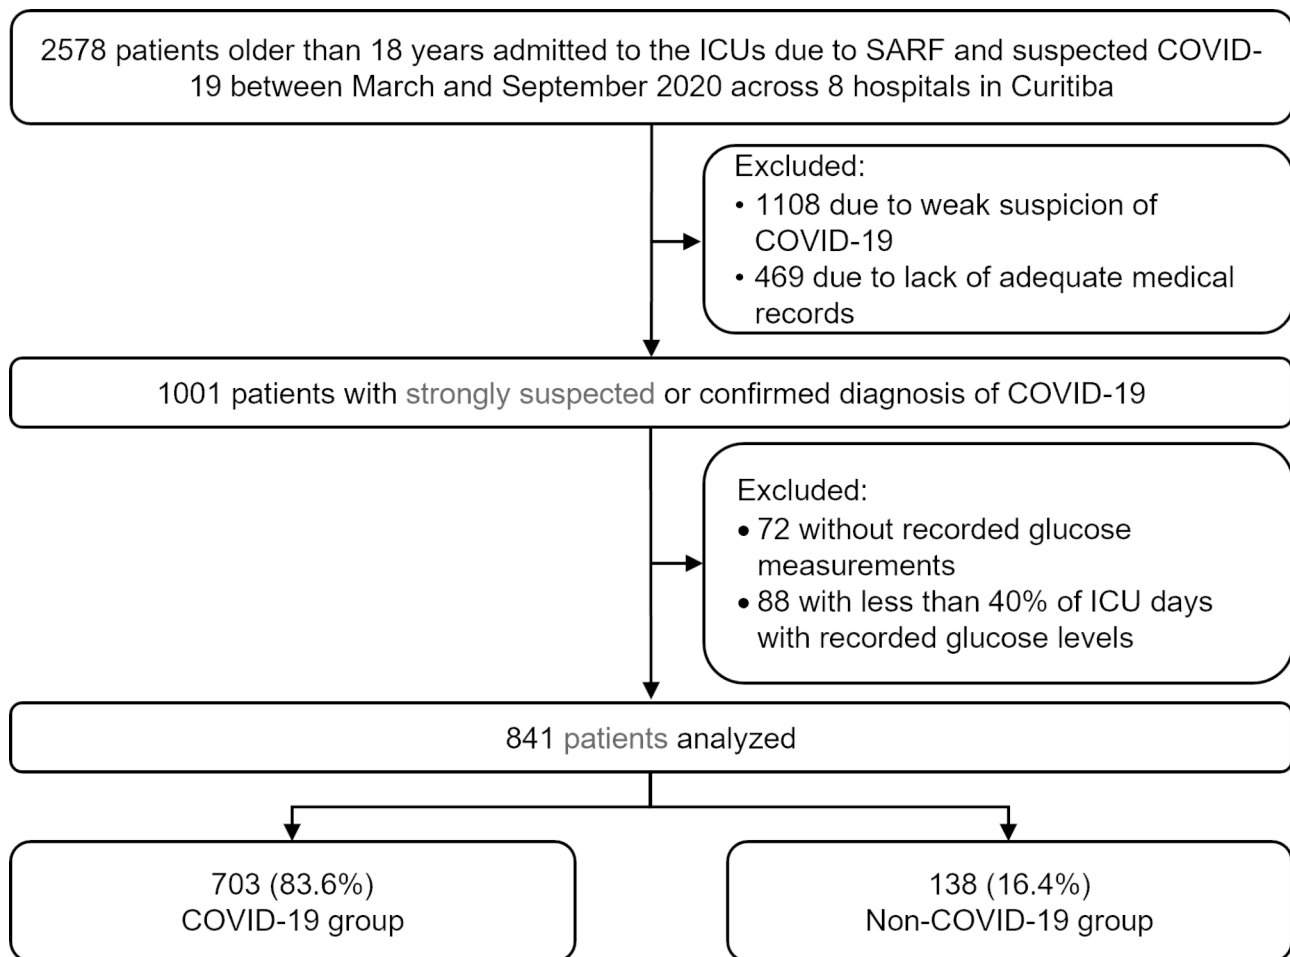 2578 patients older than 18 years admitted to the ICUs due to SARF and suspected COVID-
19 between March and September 2020 across 8 hospitals in Curitiba
Excluded:
• 1108 due to weak suspicion of
COVID-19
• 469 due to lack of adequate medical
records
1001 patients with strongly suspected or confirmed diagnosis of COVID-19
Excluded:
• 72 without recorded glucose
measurements
• 88 with less than 40% of ICU days
with recorded glucose levels
841 patients analyzed
703 (83.6%)
COVID-19 group
138 (16.4%)
Non-COVID-19 group